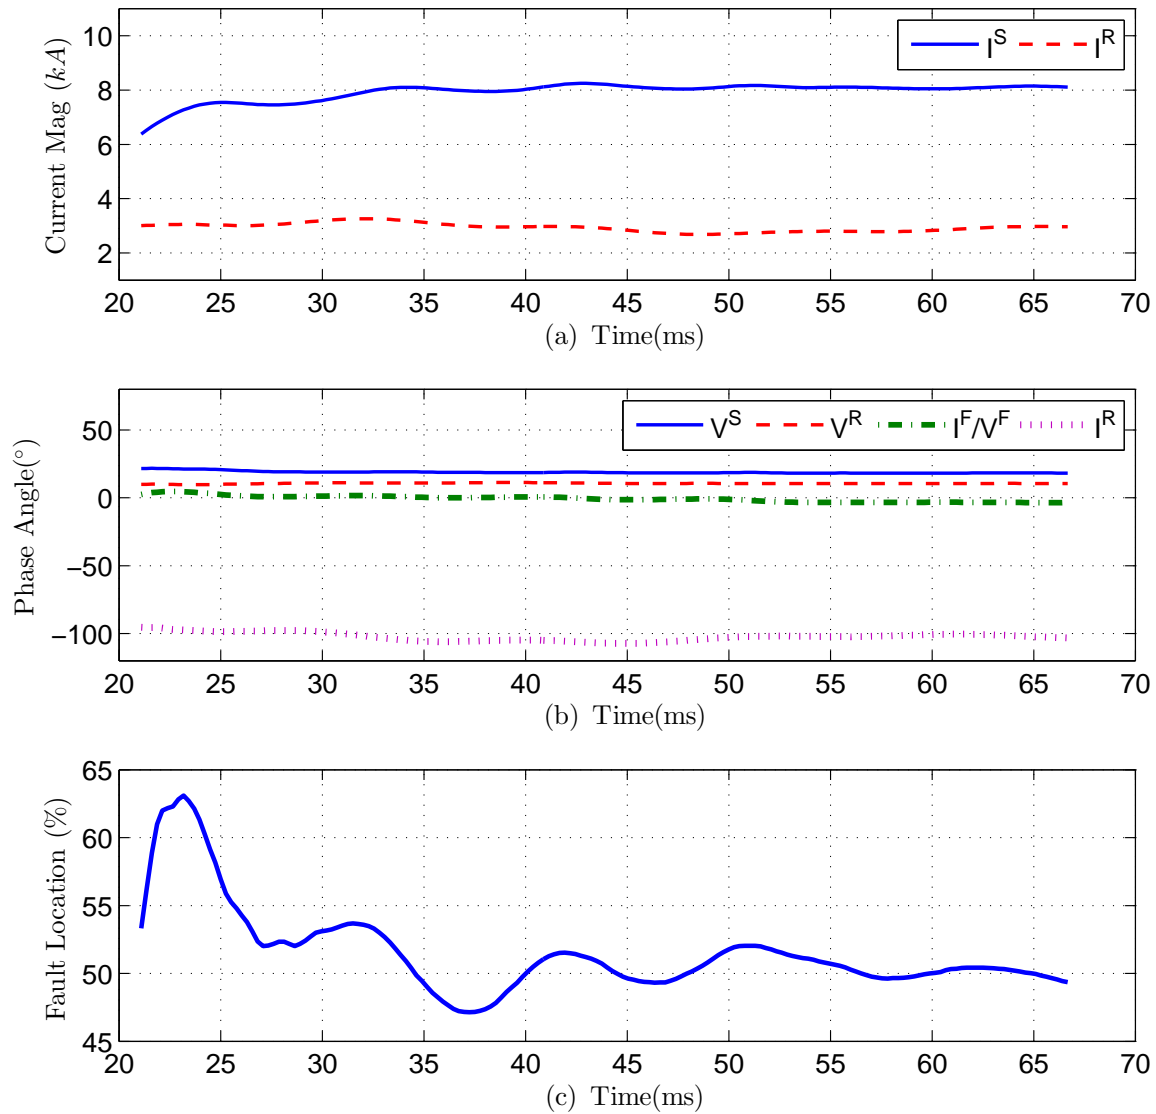 10
8
6
4
2
Current Mag (kA)
I^S I^R
20 25 30 35 40 45 50 55 60 65 70
(a) Time(ms)
50
0
−50
−100
Phase Angle(°)
V^S V^R I^F/V^F I^R
20 25 30 35 40 45 50 55 60 65 70
(b) Time(ms)
65
60
55
50
45
Fault Location (%)
20 25 30 35 40 45 50 55 60 65 70
(c) Time(ms)